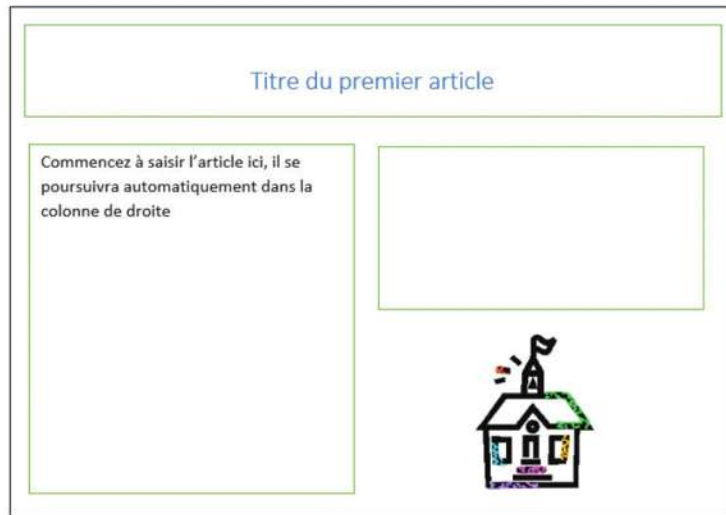 Titre du premier article
Commencez à saisir l'article ici, il se
poursuivra automatiquement dans la
colonne de droite